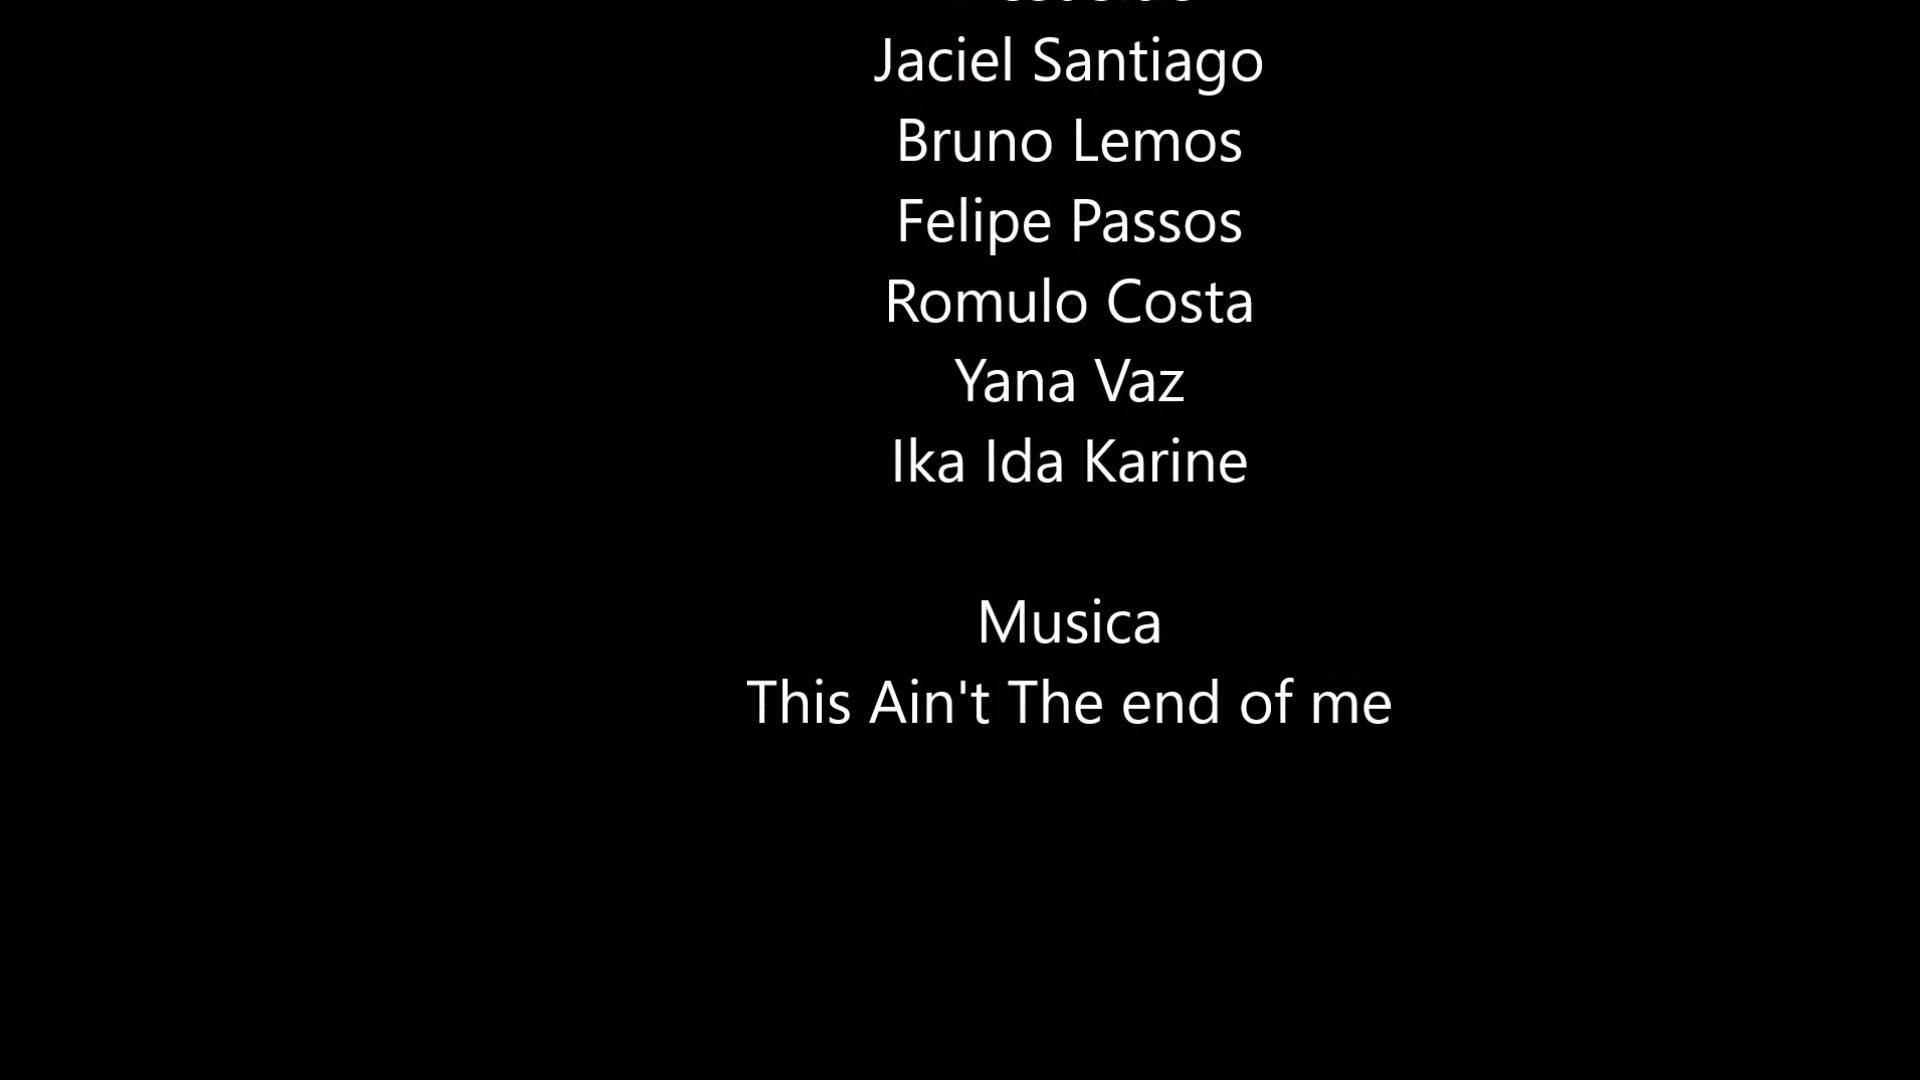 Jaciel Santiago
Bruno Lemos
Felipe Passos
Romulo Costa
Yana Vaz
Ika Ida Karine
Musica
This Ain't The end of me